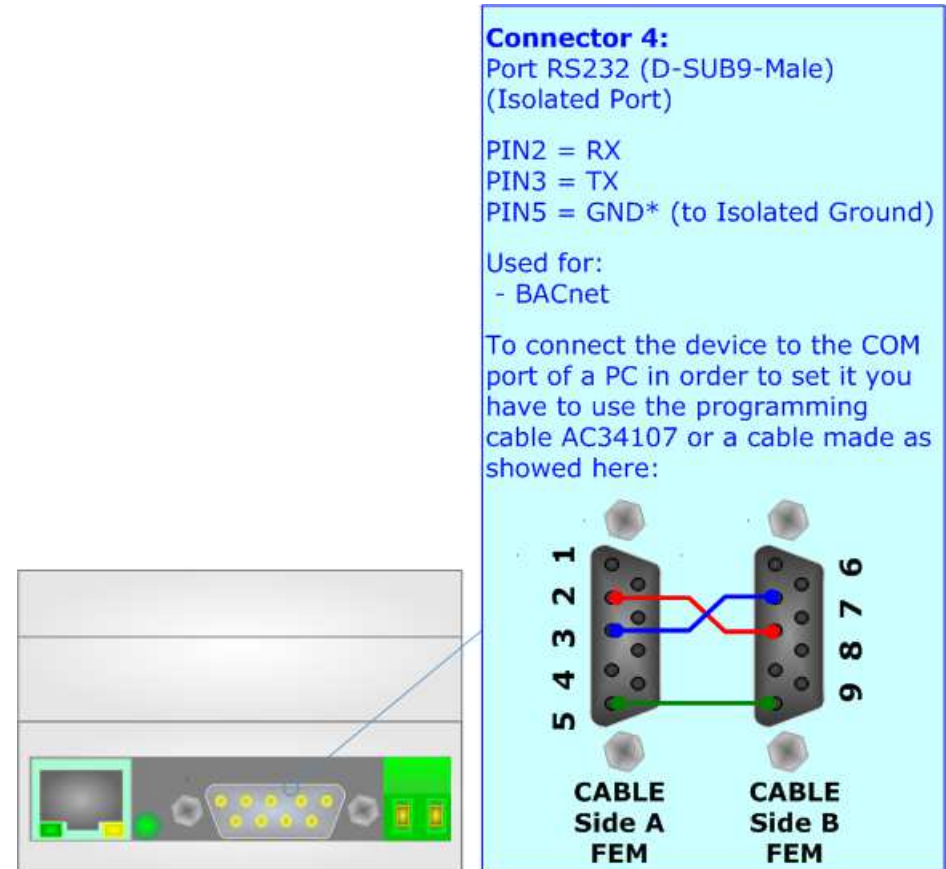 Connector 4:
Port RS232 (D-SUB9-Male)
(Isolated Port)
PIN2 = RX
PIN3 = TX
PIN5 = GND* (to Isolated Ground)
Used for:
- BACnet
To connect the device to the COM
port of a PC in order to set it you
have to use the programming
cable AC34107 or a cable made as
showed here:
1
2
3
4
5
6
7
8
9
CABLE
Side A
FEM
CABLE
Side B
FEM